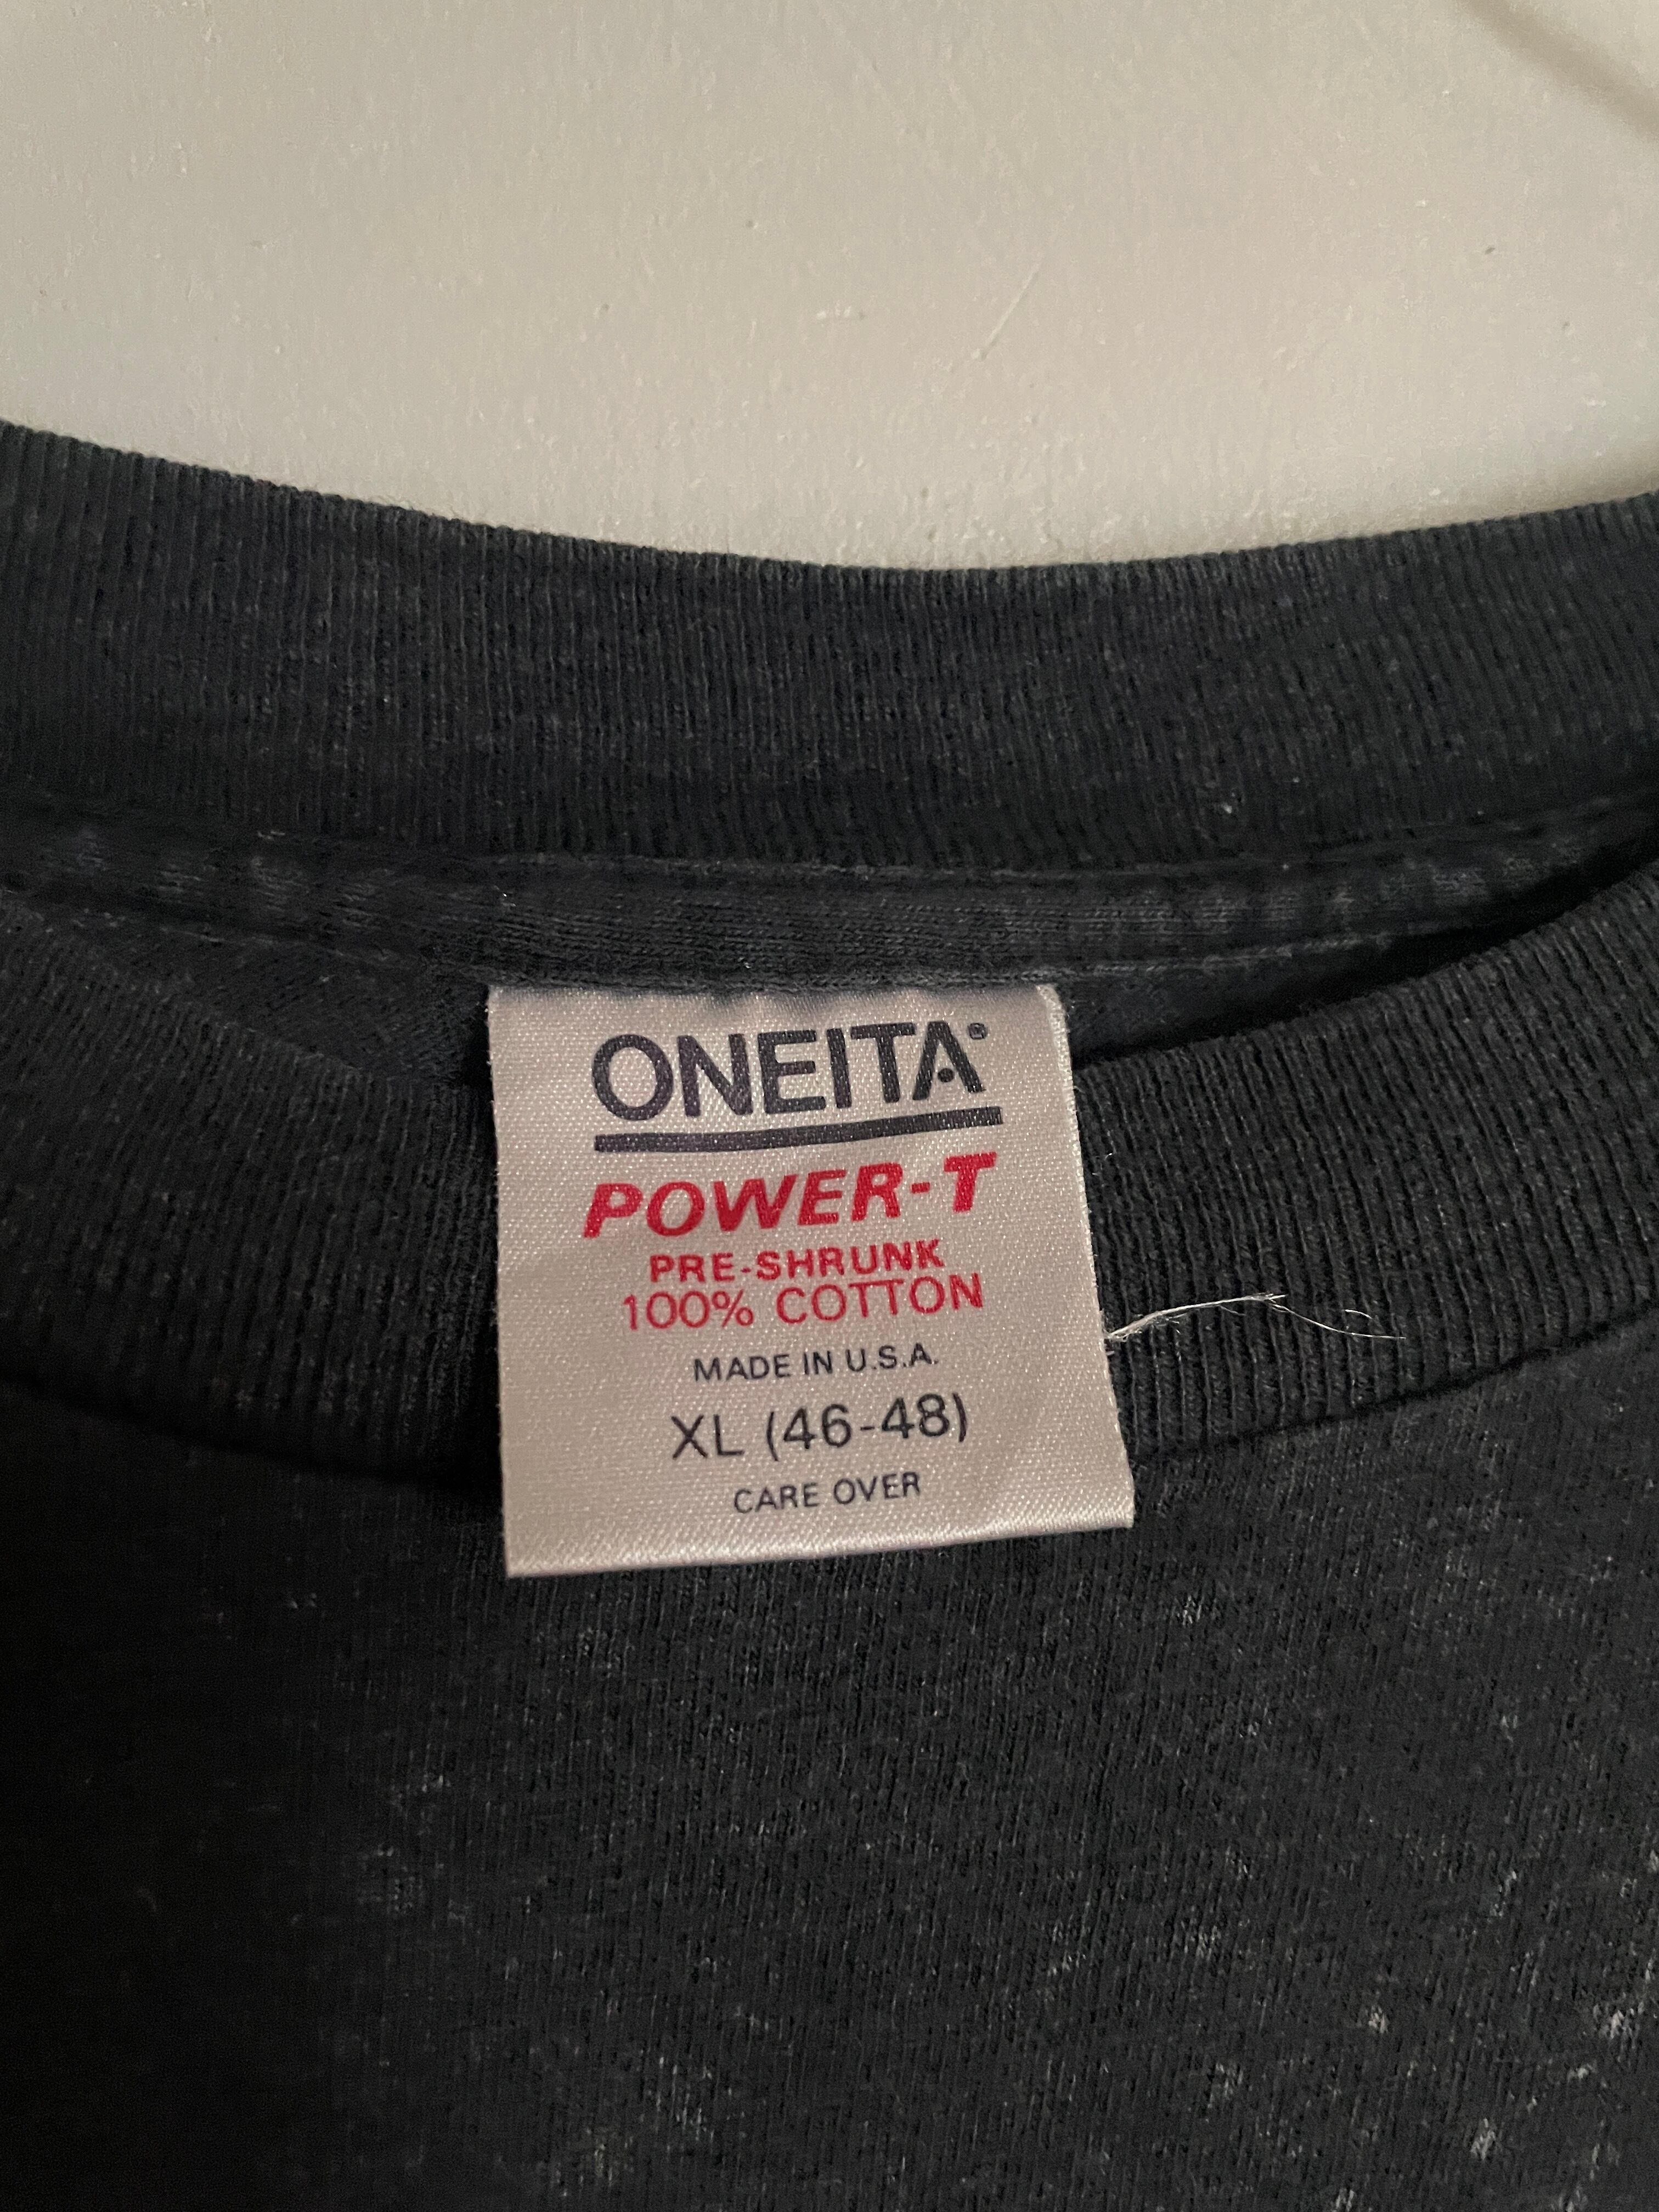 ONEITA®
POWER-T
PRE-SHRUNK
100% COTTON
MADE IN U.S.A.
XL (46-48)
CARE OVER